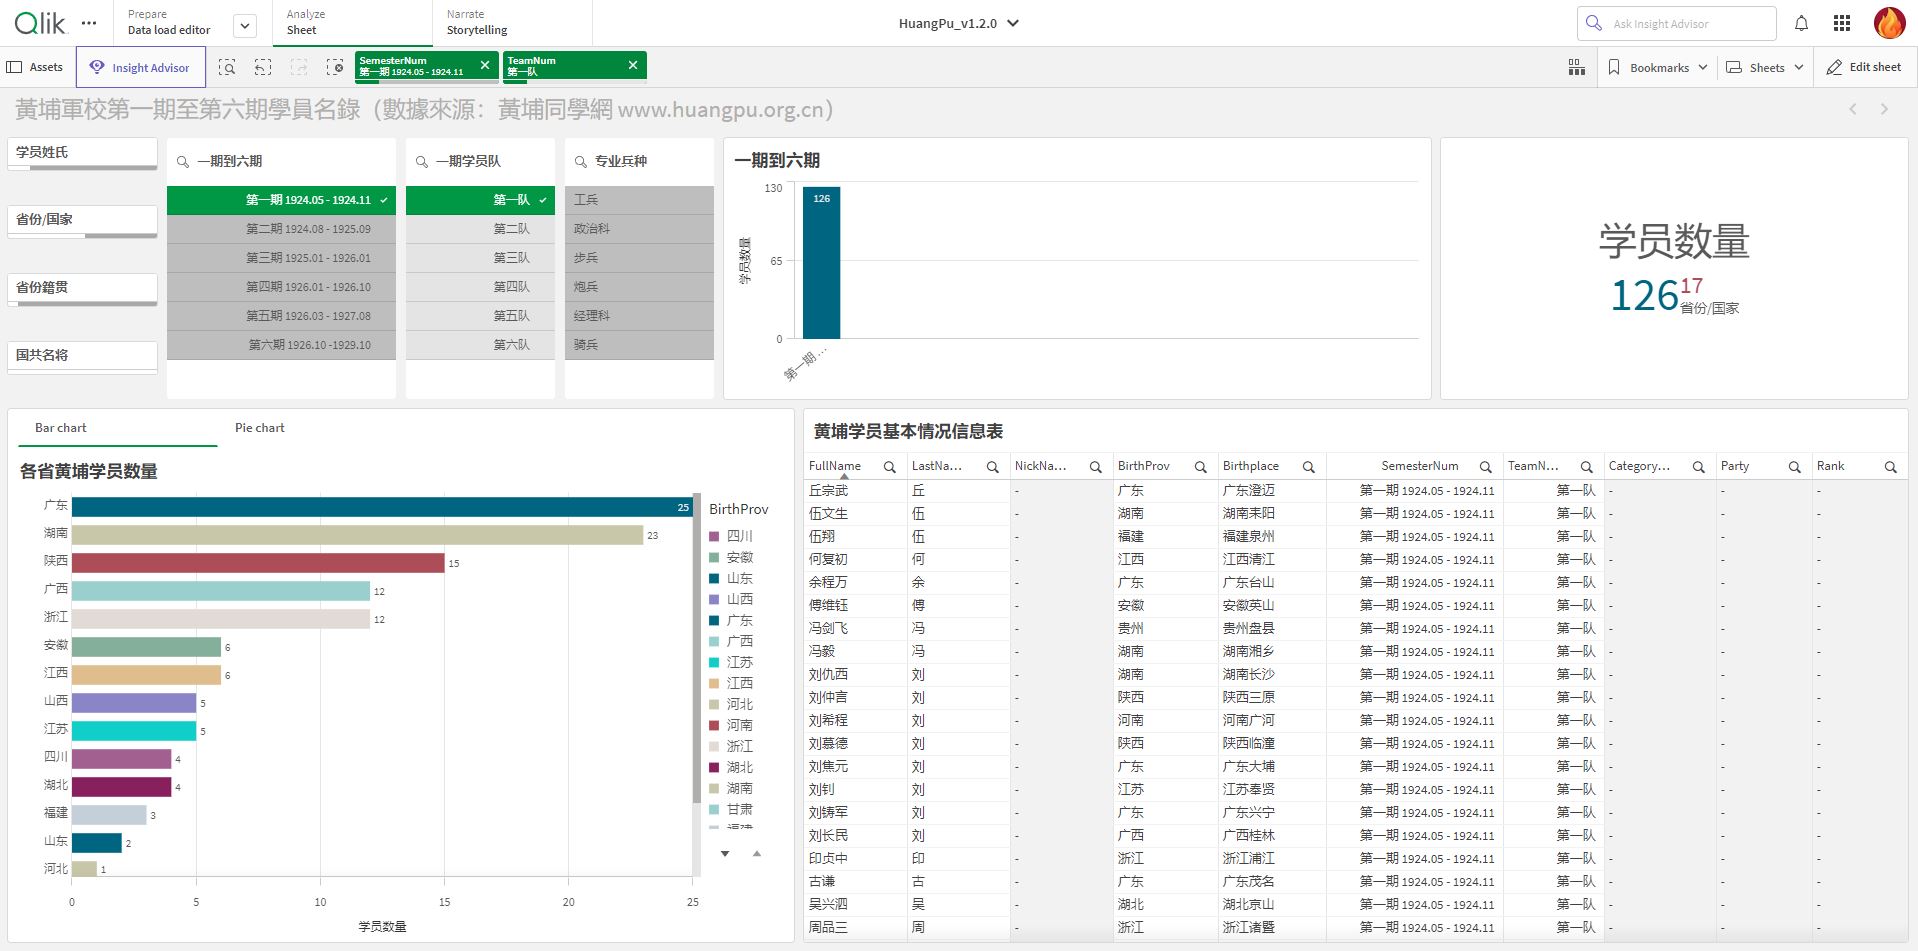 Qlik
Prepare
Data load editor
Analyze
Sheet
Narrate
Storytelling
HuangPu_v1.2.0
Ask Insight Advisor
Assets
Insight Advisor
SemesterNum
第一期 1924.05 - 1924.11
TeamNum
第一队
Bookmarks
Sheets
Edit sheet
黃埔軍校第一期至第六期學員名錄（數據來源：黃埔同學網 www.huangpu.org.cn）
学员姓氏
省份/国家
省份籍贯
国共名将
一期到六期
第一期 1924.05 - 1924.11
第二期 1924.08 - 1925.09
第三期 1925.01 - 1926.01
第四期 1926.01 - 1926.10
第五期 1926.03 - 1927.08
第六期 1926.10 -1929.10
一期学员队
第一队
第二队
第三队
第四队
第五队
第六队
专业兵种
工兵
政治科
步兵
炮兵
经理科
骑兵
一期到六期
学员数量
130
65
0
126
第一期 ...
学员数量
126 17
省份/国家
Bar chart
Pie chart
各省黄埔学员数量
广东 25
湖南 23
陕西 15
广西 12
浙江 12
安徽 6
江西 6
山西 5
江苏 5
四川 4
湖北 4
福建 3
山东 2
河北 1
0 5 10 15 20 25
学员数量
BirthProv
四川
安徽
山东
山西
广东
广西
江苏
江西
河北
河南
浙江
湖北
湖南
甘肃
福建
黄埔学员基本情况信息表
FullName LastNa... NickNa... BirthProv Birthplace SemesterNum TeamN... Category... Party Rank
丘宗武 丘 - 广东 广东澄迈 第一期 1924.05 - 1924.11 第一队 - - -
伍文生 伍 - 湖南 湖南耒阳 第一期 1924.05 - 1924.11 第一队 - - -
伍翔 伍 - 福建 福建泉州 第一期 1924.05 - 1924.11 第一队 - - -
何复初 何 - 江西 江西清江 第一期 1924.05 - 1924.11 第一队 - - -
余程万 余 - 广东 广东台山 第一期 1924.05 - 1924.11 第一队 - - -
傅维钰 傅 - 安徽 安徽英山 第一期 1924.05 - 1924.11 第一队 - - -
冯剑飞 冯 - 贵州 贵州盘县 第一期 1924.05 - 1924.11 第一队 - - -
冯毅 冯 - 湖南 湖南湘乡 第一期 1924.05 - 1924.11 第一队 - - -
刘仇西 刘 - 湖南 湖南长沙 第一期 1924.05 - 1924.11 第一队 - - -
刘仲言 刘 - 陕西 陕西三原 第一期 1924.05 - 1924.11 第一队 - - -
刘希程 刘 - 河南 河南广河 第一期 1924.05 - 1924.11 第一队 - - -
刘慕德 刘 - 陕西 陕西临潼 第一期 1924.05 - 1924.11 第一队 - - -
刘焦元 刘 - 广东 广东大埔 第一期 1924.05 - 1924.11 第一队 - - -
刘钊 刘 - 江苏 江苏奉贤 第一期 1924.05 - 1924.11 第一队 - - -
刘铸军 刘 - 广东 广东兴宁 第一期 1924.05 - 1924.11 第一队 - - -
刘长民 刘 - 广西 广西桂林 第一期 1924.05 - 1924.11 第一队 - - -
印贞中 印 - 浙江 浙江浦江 第一期 1924.05 - 1924.11 第一队 - - -
古谦 古 - 广东 广东茂名 第一期 1924.05 - 1924.11 第一队 - - -
吴兴泗 吴 - 湖北 湖北京山 第一期 1924.05 - 1924.11 第一队 - - -
周品三 周 - 浙江 浙江诸暨 第一期 1924.05 - 1924.11 第一队 - - -